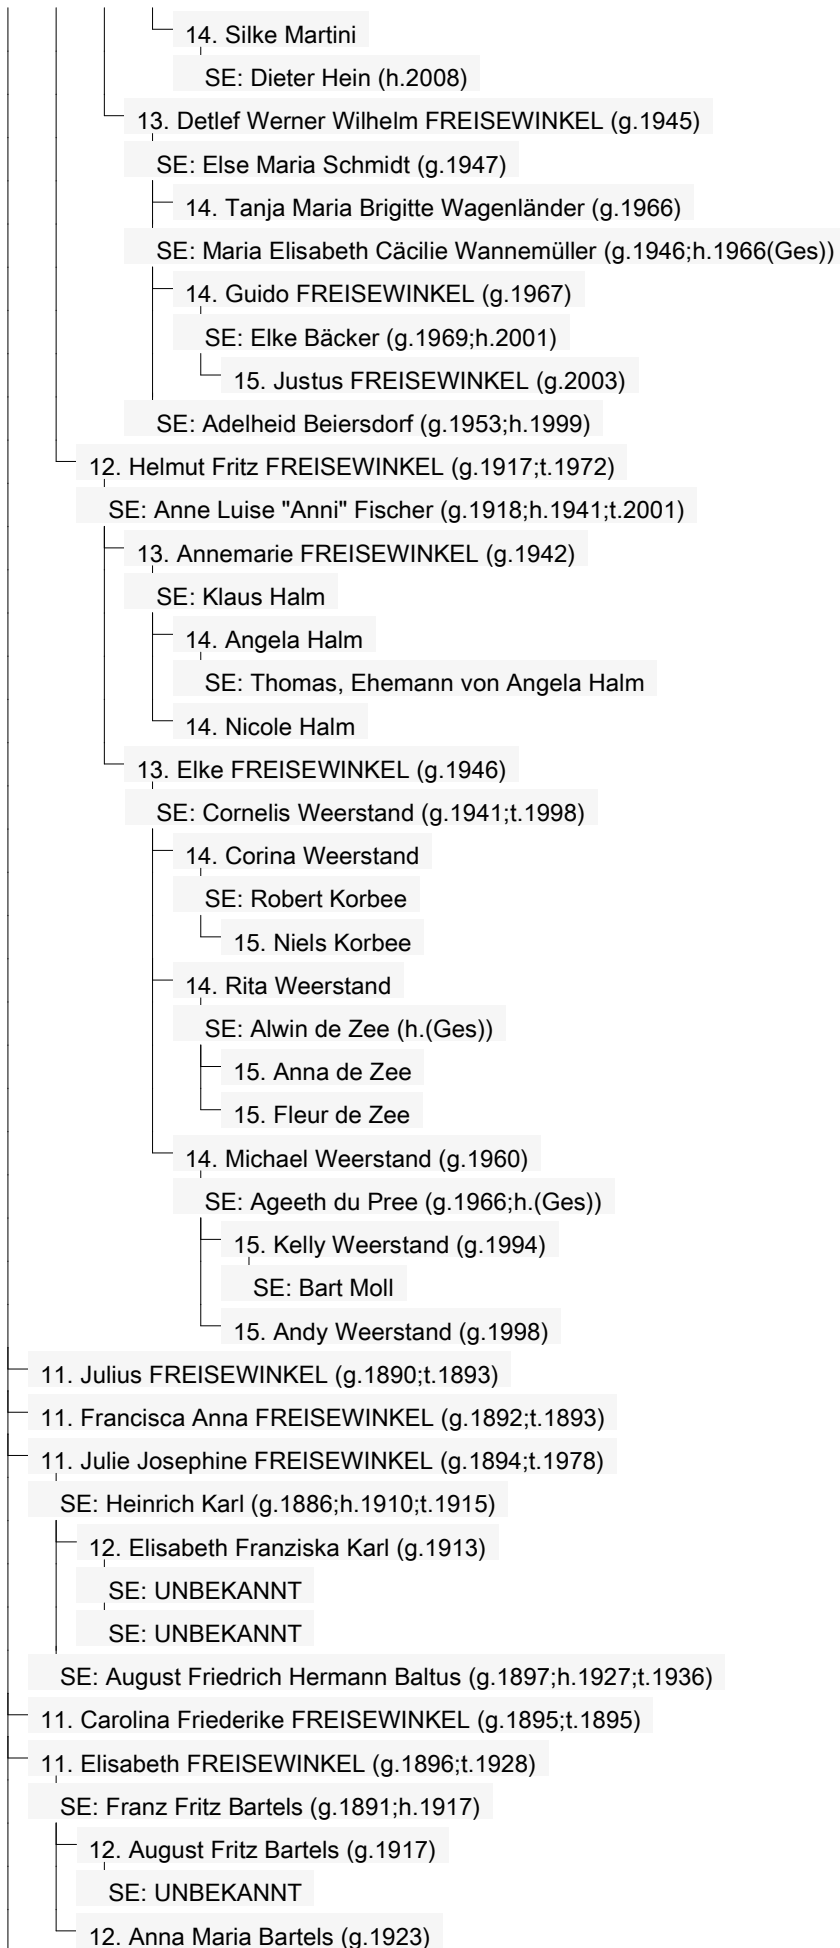 14. Silke Martini
SE: Dieter Hein (h.2008)
13. Detlef Werner Wilhelm FREISEWINKEL (g.1945)
SE: Else Maria Schmidt (g.1947)
14. Tanja Maria Brigitte Wagenländer (g.1966)
SE: Maria Elisabeth Cäcilie Wannemüller (g.1946;h.1966(Ges))
14. Guido FREISEWINKEL (g.1967)
SE: Elke Bäcker (g.1969;h.2001)
15. Justus FREISEWINKEL (g.2003)
SE: Adelheid Beiersdorf (g.1953;h.1999)
12. Helmut Fritz FREISEWINKEL (g.1917;t.1972)
SE: Anne Luise "Anni" Fischer (g.1918;h.1941;t.2001)
13. Annemarie FREISEWINKEL (g.1942)
SE: Klaus Halm
14. Angela Halm
SE: Thomas, Ehemann von Angela Halm
14. Nicole Halm
13. Elke FREISEWINKEL (g.1946)
SE: Cornelis Weerstand (g.1941;t.1998)
14. Corina Weerstand
SE: Robert Korbee
15. Niels Korbee
14. Rita Weerstand
SE: Alwin de Zee (h.(Ges))
15. Anna de Zee
15. Fleur de Zee
14. Michael Weerstand (g.1960)
SE: Ageeth du Pree (g.1966;h.(Ges))
15. Kelly Weerstand (g.1994)
SE: Bart Moll
15. Andy Weerstand (g.1998)
11. Julius FREISEWINKEL (g.1890;t.1893)
11. Francisca Anna FREISEWINKEL (g.1892;t.1893)
11. Julie Josephine FREISEWINKEL (g.1894;t.1978)
SE: Heinrich Karl (g.1886;h.1910;t.1915)
12. Elisabeth Franziska Karl (g.1913)
SE: UNBEKANNT
SE: UNBEKANNT
SE: August Friedrich Hermann Baltus (g.1897;h.1927;t.1936)
11. Carolina Friederike FREISEWINKEL (g.1895;t.1895)
11. Elisabeth FREISEWINKEL (g.1896;t.1928)
SE: Franz Fritz Bartels (g.1891;h.1917)
12. August Fritz Bartels (g.1917)
SE: UNBEKANNT
12. Anna Maria Bartels (g.1923)